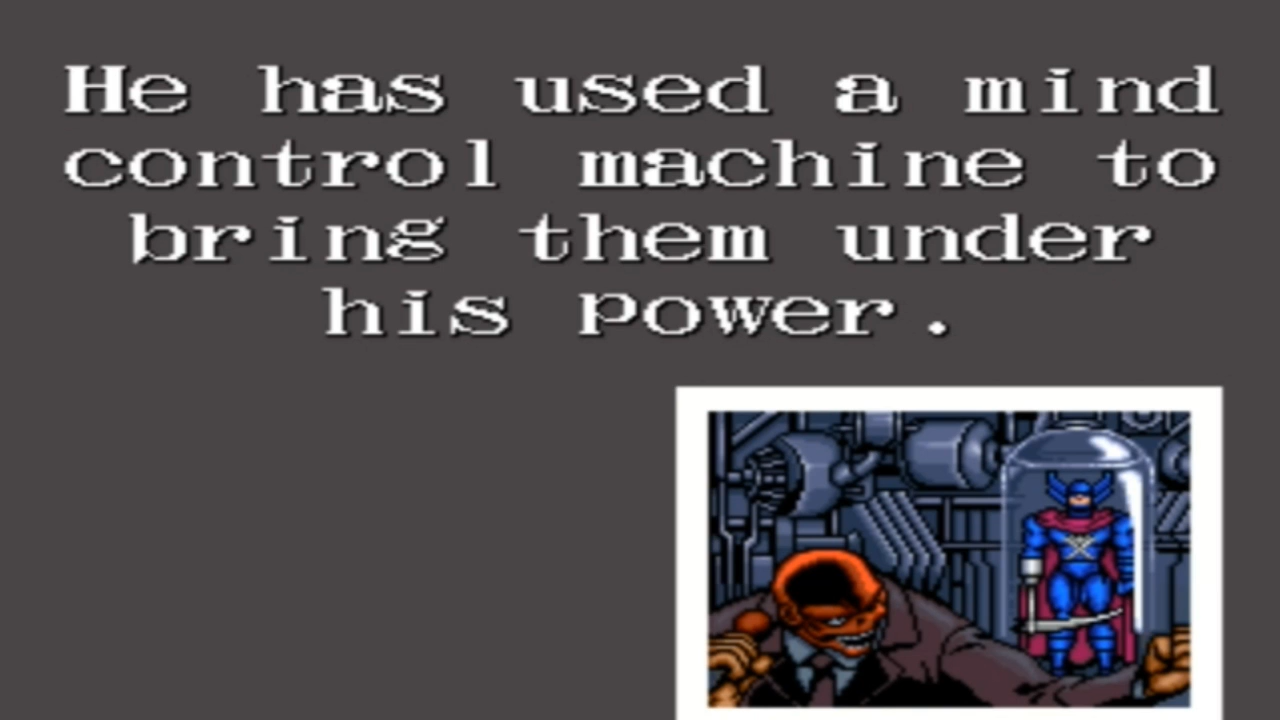 He has used a mind
control machine to
bring them under
his power.